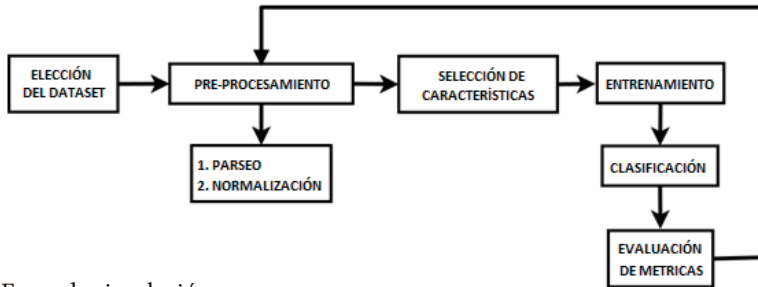 ELECCIÓN
DEL DATASET
PRE-PROCESAMIENTO
SELECCIÓN DE
CARACTERÍSTICAS
ENTRENAMIENTO
1. PARSEO
2. NORMALIZACIÓN
CLASIFICACIÓN
EVALUACIÓN
DE METRICAS